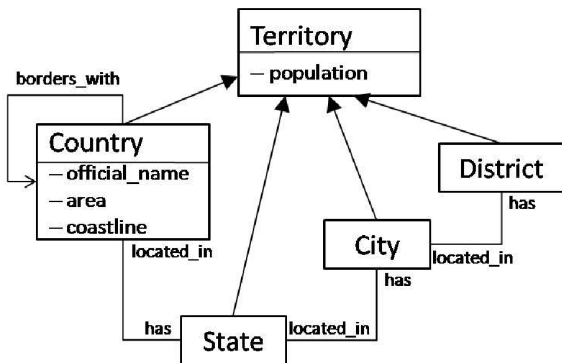 Territory
– population
borders_with
Country
– official_name
– area
– coastline
District
has
City
located_in
located_in
has
has
State
located_in